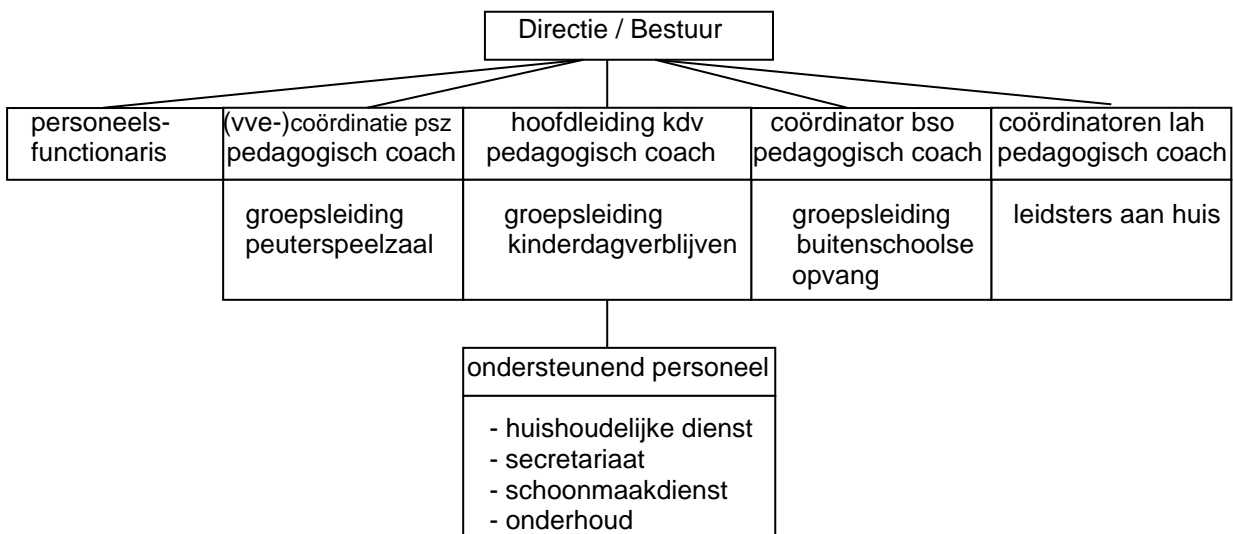 Directie / Bestuur
personeels-
functionaris
(vve-)coördinatie psz
pedagogisch coach
hoofdleiding kdv
pedagogisch coach
coördinator bso
pedagogisch coach
coördinatoren lah
pedagogisch coach
groepsleiding
peuterspeelzaal
groepsleiding
kinderdagverblijven
groepsleiding
buitenschoolse
opvang
leidsters aan huis
ondersteunend personeel
- huishoudelijke dienst
- secretariaat
- schoonmaakdienst
- onderhoud